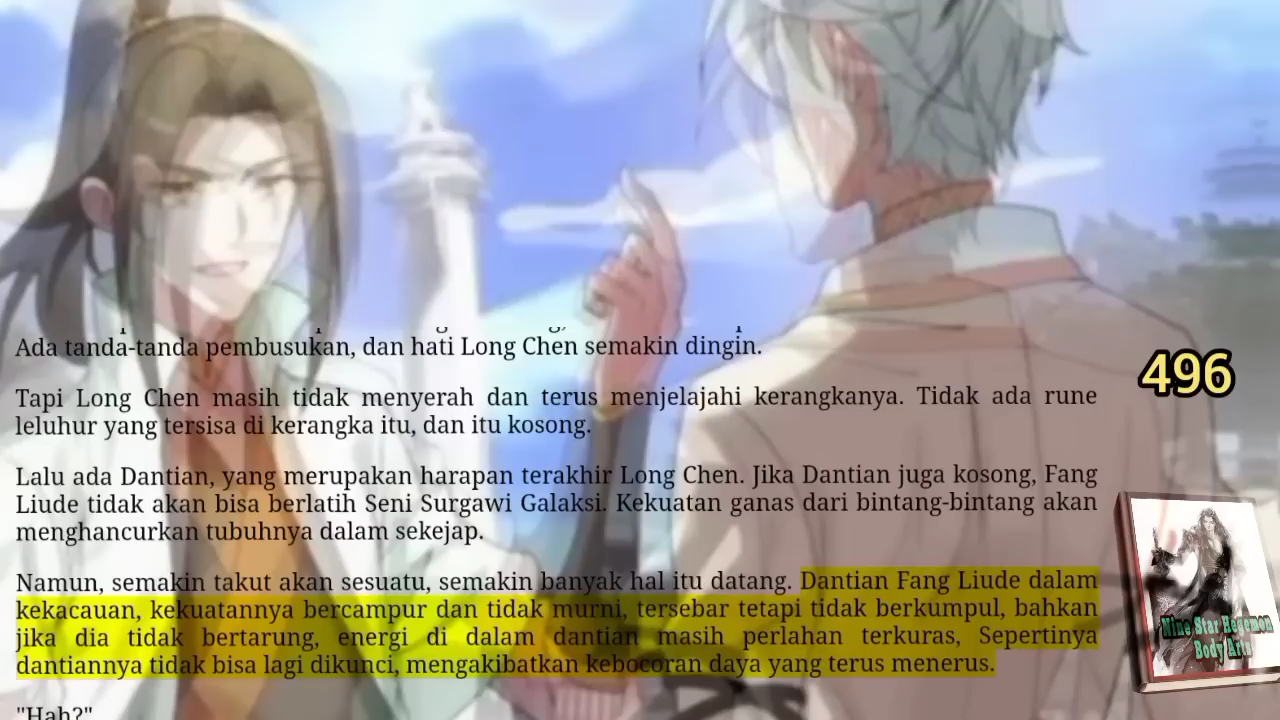 Ada tanda-tanda pembusukan, dan hati Long Chen semakin dingin.
Tapi Long Chen masih tidak menyerah dan terus menjelajahi kerangkanya. Tidak ada rune
leluhur yang tersisa di kerangka itu, dan itu kosong.
Lalu ada Dantian, yang merupakan harapan terakhir Long Chen. Jika Dantian juga kosong, Fang
Liude tidak akan bisa berlatih Seni Surgawi Galaksi. Kekuatan ganas dari bintang-bintang akan
menghancurkan tubuhnya dalam sekejap.
Namun, semakin takut akan sesuatu, semakin banyak hal itu datang. Dantian Fang Liude dalam
kekacauan, kekuatannya bercampur dan tidak murni, tersebar tetapi tidak berkumpul, bahkan
jika dia tidak bertarung, energi di dalam dantian masih perlahan terkuras, Sepertinya
dantiannya tidak bisa lagi dikunci, mengakibatkan kebocoran daya yang terus menerus.
"Hah?"
496
Nine Star Hegemon
Body Arts